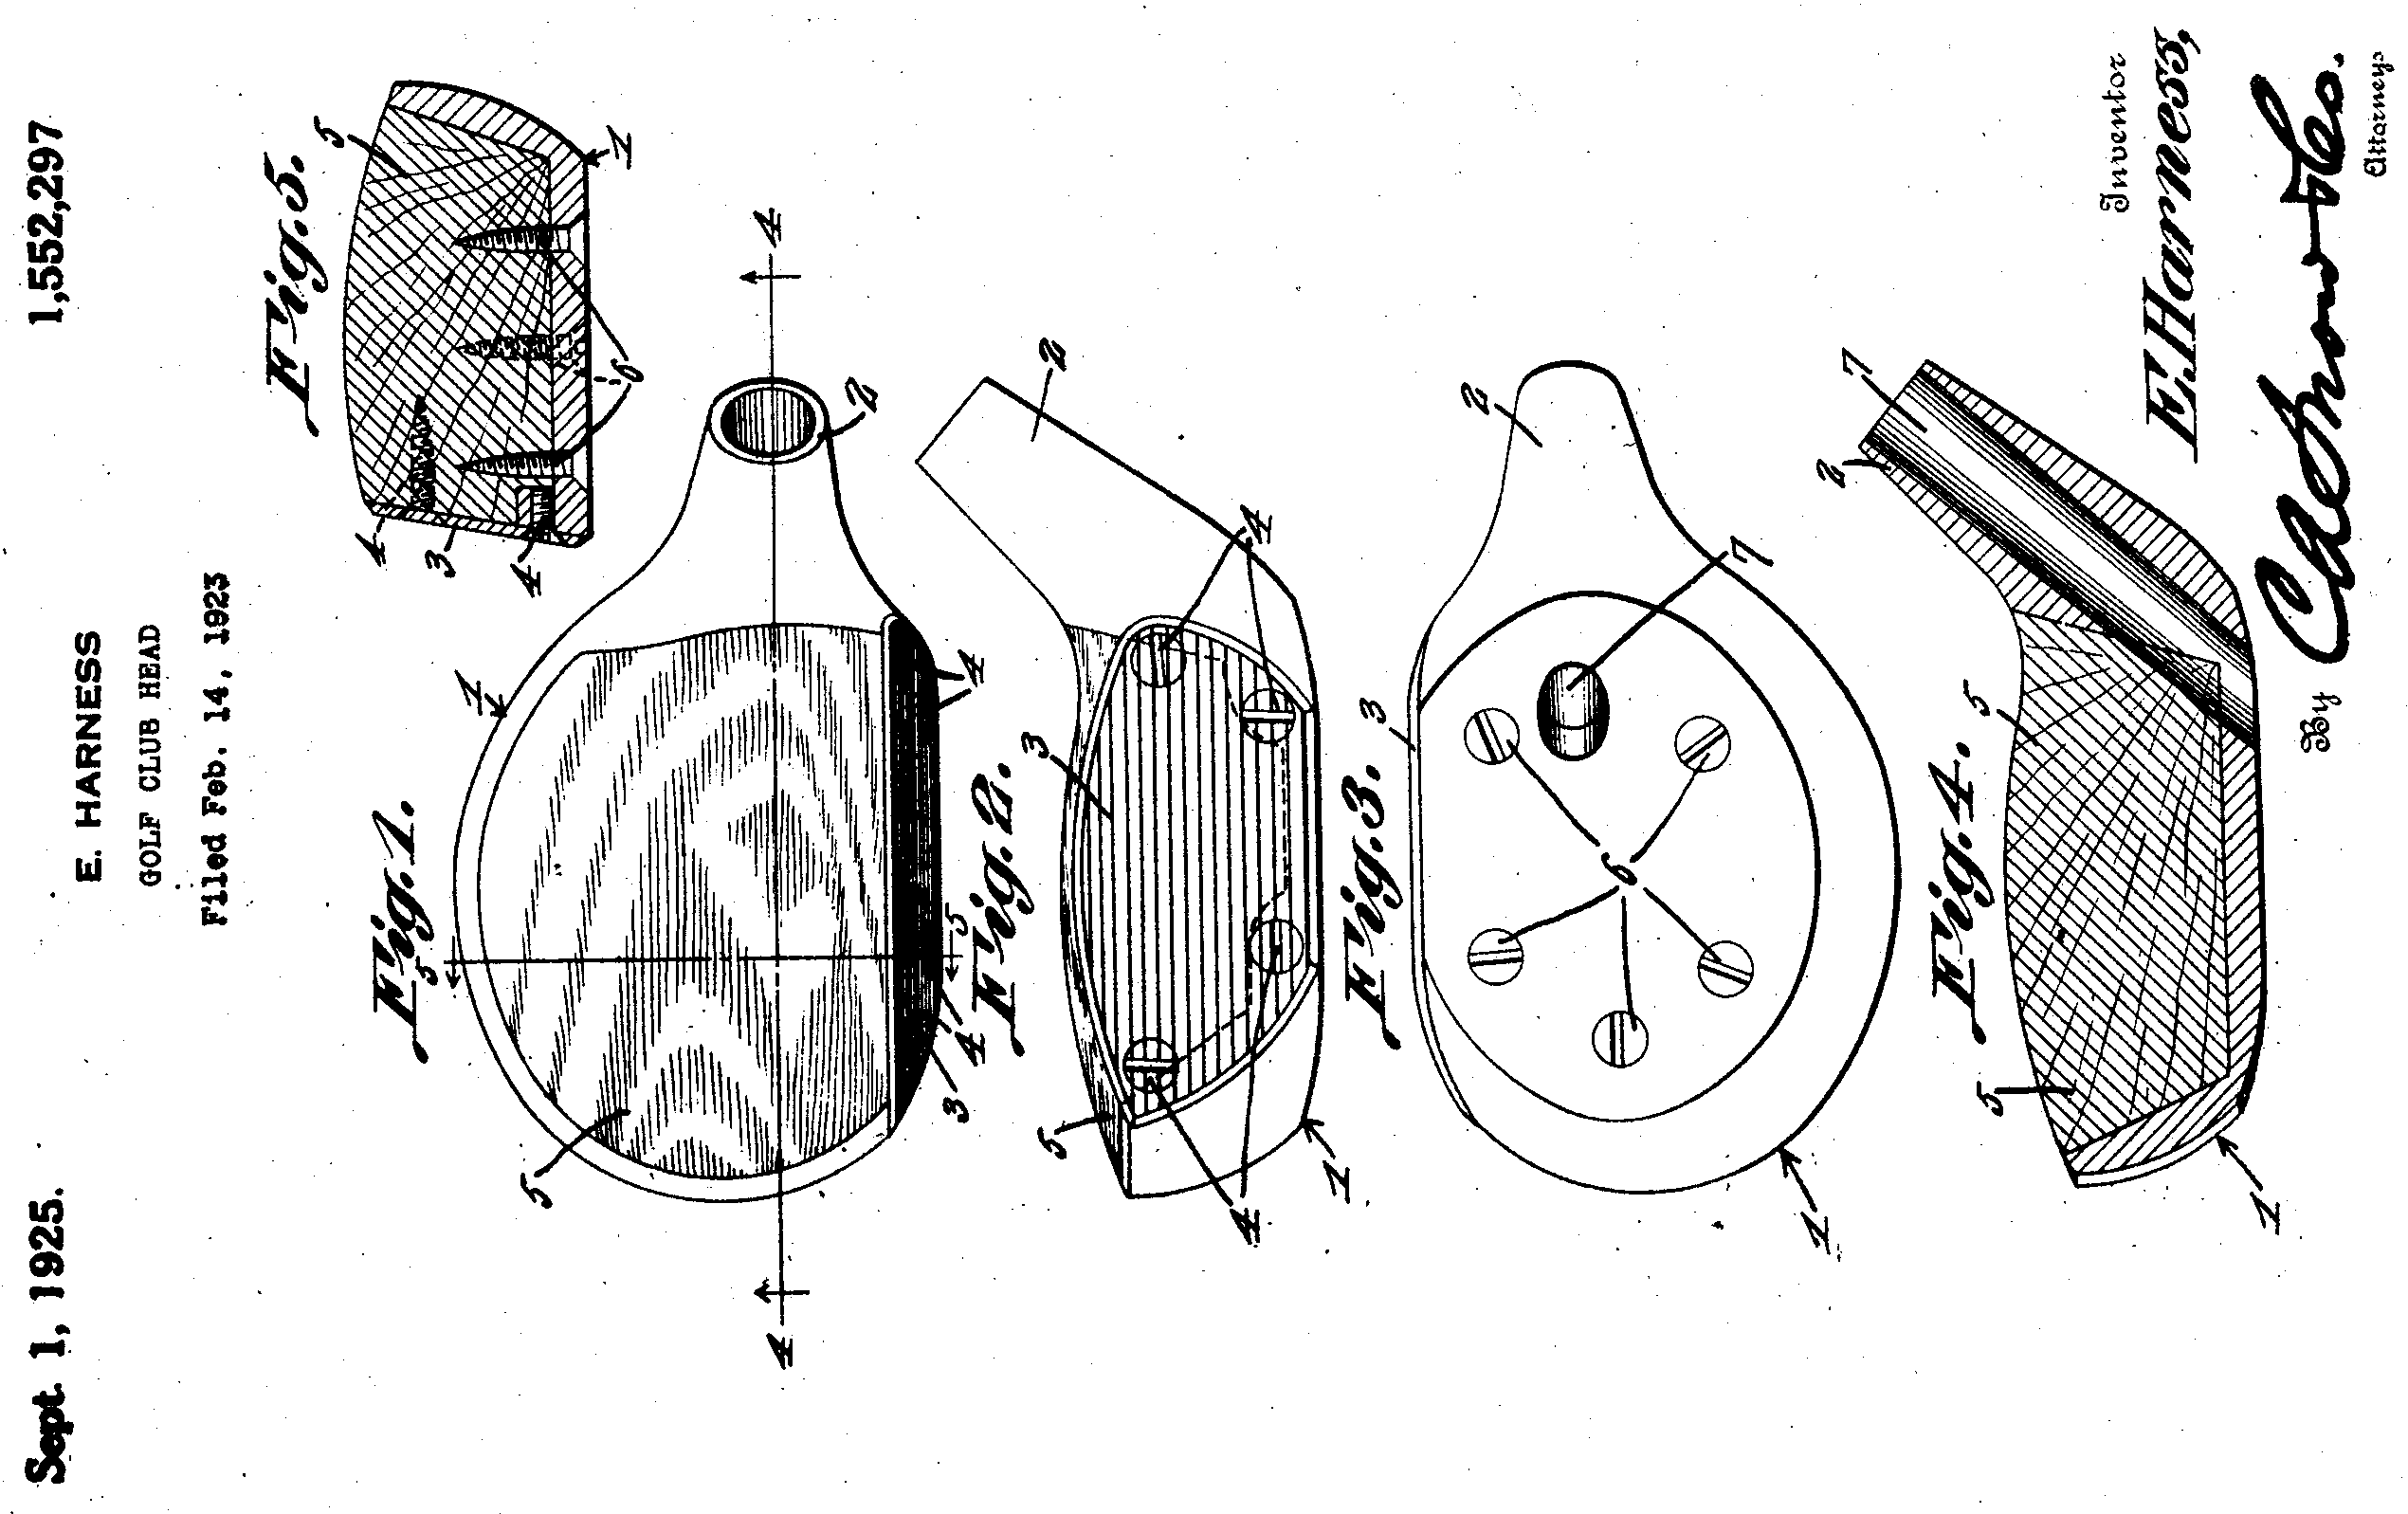 Sept. 1, 1925. 1,552,297
E. HARNESS
GOLF CLUB HEAD
Filed Feb. 14, 1923
Fig. 1.
5
5
1
2
4
4
5
3
4
4
Fig. 5.
5
1
6
1
3
4
Fig. 2.
2
3
4
5
4
1
Fig. 3.
2
3
7
6
1
Fig. 4.
7
2
5
5
1
Inventor
E. Harness,
By C A Snow & Co.
Attorneys